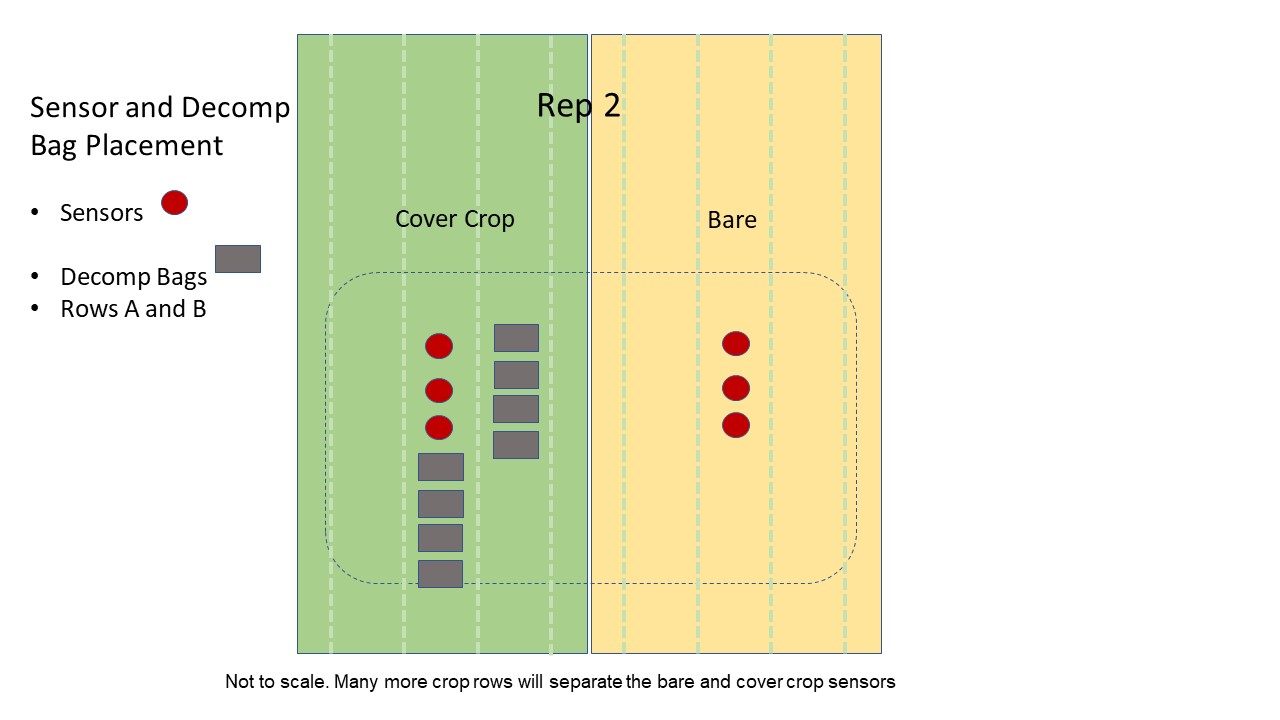 Sensor and Decomp
Bag Placement
• Sensors
• Decomp Bags
• Rows A and B
Rep 2
Cover Crop
Bare
Not to scale. Many more crop rows will separate the bare and cover crop sensors